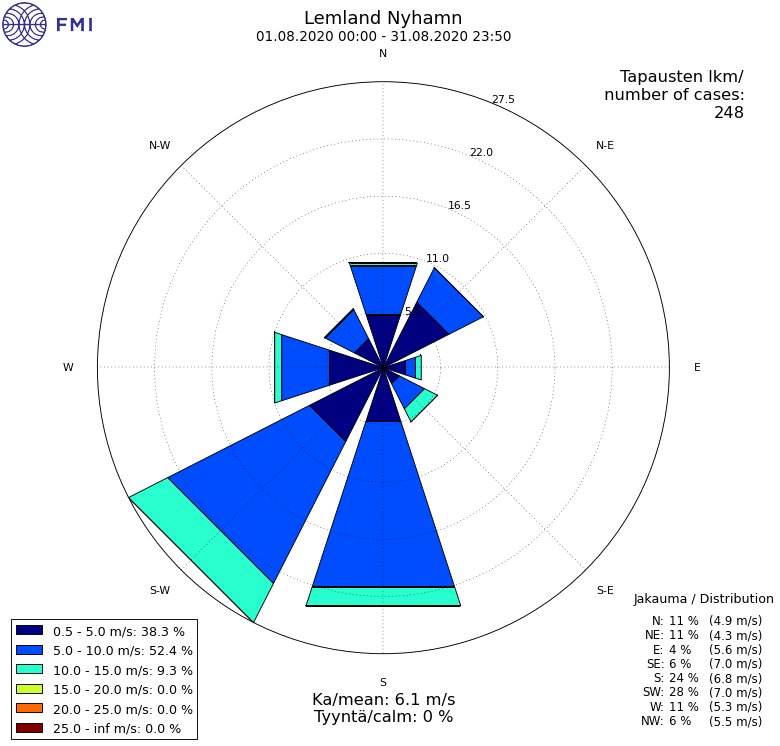 FMI
Lemland Nyhamn
01.08.2020 00:00 - 31.08.2020 23:50
Tapausten lkm/
number of cases:
248
N
27.5
N-W
N-E
22.0
16.5
11.0
W
E
S-W
S-E
S
Ka/mean: 6.1 m/s
Tyyntä/calm: 0 %
0.5 - 5.0 m/s: 38.3 %
5.0 - 10.0 m/s: 52.4 %
10.0 - 15.0 m/s: 9.3 %
15.0 - 20.0 m/s: 0.0 %
20.0 - 25.0 m/s: 0.0 %
25.0 - inf m/s: 0.0 %
Jakauma / Distribution
N: 11 % (4.9 m/s)
NE: 11 % (4.3 m/s)
E: 4 % (5.6 m/s)
SE: 6 % (7.0 m/s)
S: 24 % (6.8 m/s)
SW: 28 % (7.0 m/s)
W: 11 % (5.3 m/s)
NW: 6 % (5.5 m/s)